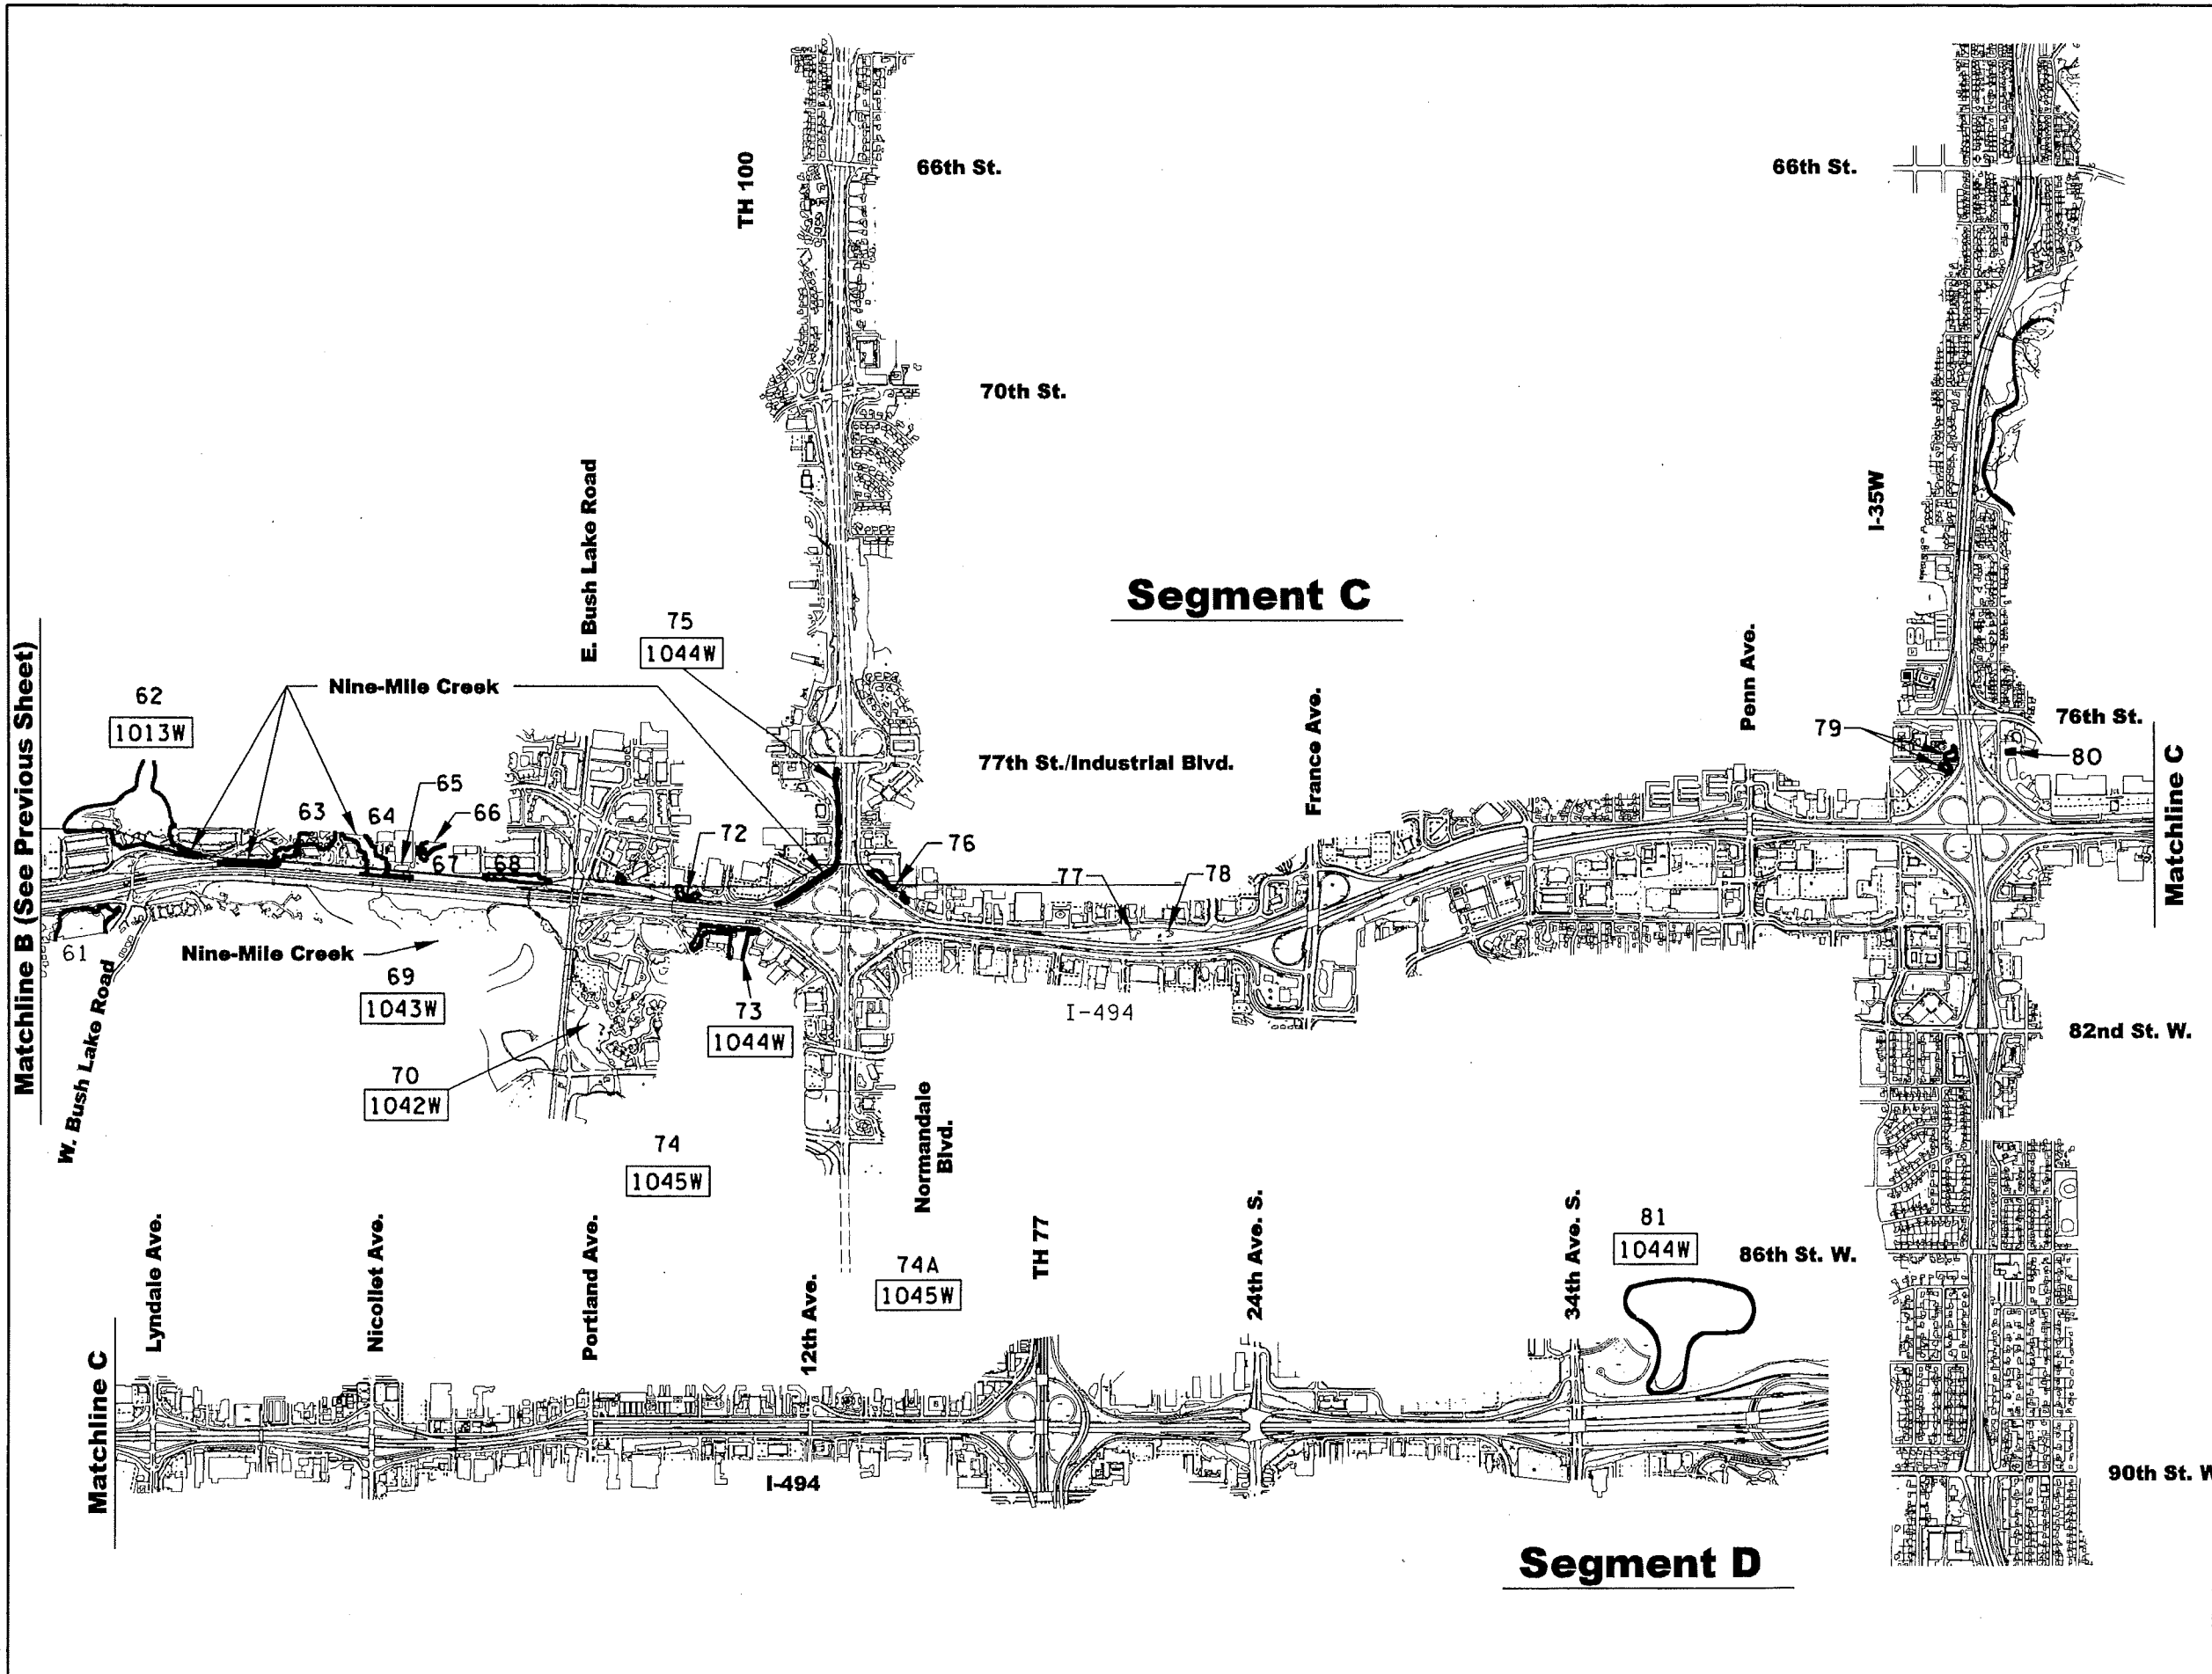 TH 100
66th St.
66th St.
70th St.
E. Bush Lake Road
I-35W
Segment C
75
1044W
Penn Ave.
Matchline B (See Previous Sheet)
62
1013W
Nine-Mile Creek
France Ave.
79
76th St.
80
77th St./Industrial Blvd.
Matchline C
65
63
64
66
67
68
72
76
77
78
61
Nine-Mile Creek
69
1043W
73
1044W
I-494
82nd St. W.
W. Bush Lake Road
70
1042W
Normandale
Blvd.
74
1045W
74A
1045W
81
1044W
86th St. W.
Lyndale Ave.
Nicollet Ave.
Portland Ave.
12th Ave.
TH 77
24th Ave. S.
34th Ave. S.
Matchline C
I-494
90th St. W
Segment D